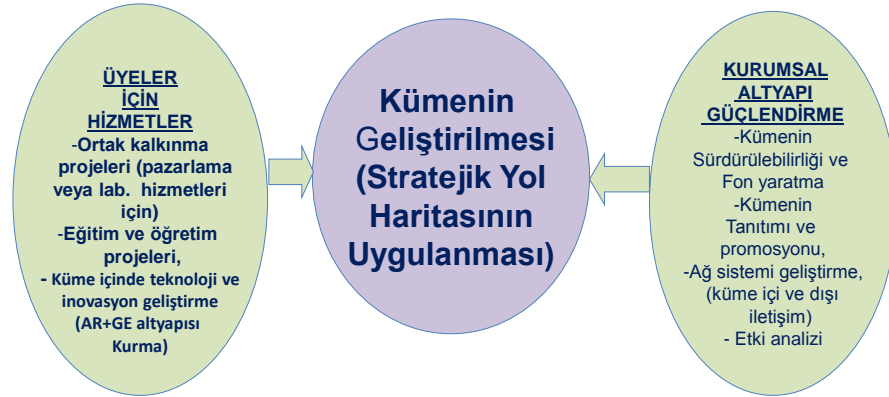 ÜYELER
İÇİN
HİZMETLER
-Ortak kalkınma
projeleri (pazarlama
veya lab. hizmetleri
için)
-Eğitim ve öğretim
projeleri,
- Küme içinde teknoloji ve
inovasyon geliştirme
(AR+GE altyapısı
Kurma)
Kümenin
Geliştirilmesi
(Stratejik Yol
Haritasının
Uygulanması)
KURUMSAL
ALTYAPI
GÜÇLENDİRME
-Kümenin
Sürdürülebilirliği ve
Fon yaratma
-Kümenin
Tanıtımı ve
promosyonu,
-Ağ sistemi geliştirme,
(küme içi ve dışı
iletişim)
- Etki analizi